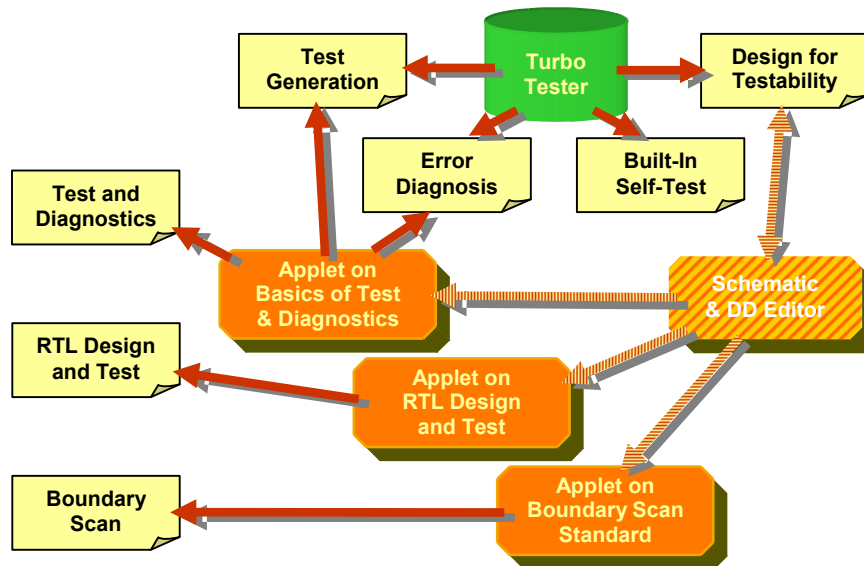 Test
Generation
Turbo
Tester
Design for
Testability
Error
Diagnosis
Built-In
Self-Test
Test and
Diagnostics
Applet on
Basics of Test
& Diagnostics
Schematic
& DD Editor
RTL Design
and Test
Applet on
RTL Design
and Test
Applet on
Boundary Scan
Standard
Boundary
Scan